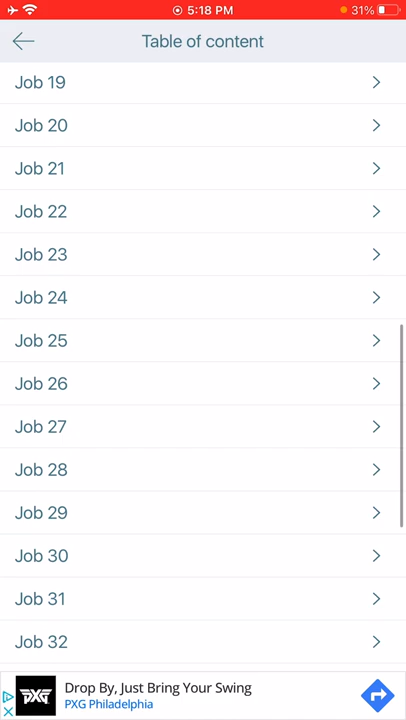 5:18 PM
31%
Table of content
Job 19
Job 20
Job 21
Job 22
Job 23
Job 24
Job 25
Job 26
Job 27
Job 28
Job 29
Job 30
Job 31
Job 32
PXG
Drop By, Just Bring Your Swing
PXG Philadelphia